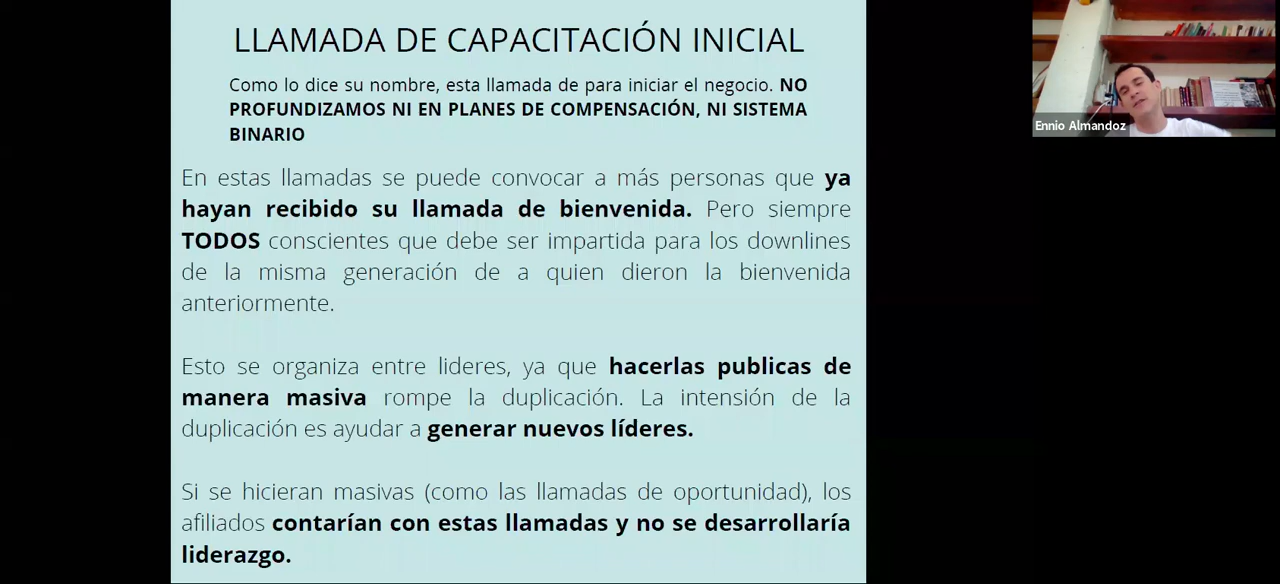 LLAMADA DE CAPACITACIÓN INICIAL
Como lo dice su nombre, esta llamada de para iniciar el negocio. NO
PROFUNDIZAMOS NI EN PLANES DE COMPENSACIÓN, NI SISTEMA
BINARIO
En estas llamadas se puede convocar a más personas que ya
hayan recibido su llamada de bienvenida. Pero siempre
TODOS conscientes que debe ser impartida para los downlines
de la misma generación de a quien dieron la bienvenida
anteriormente.
Esto se organiza entre lideres, ya que hacerlas publicas de
manera masiva rompe la duplicación. La intensión de la
duplicación es ayudar a generar nuevos líderes.
Si se hicieran masivas (como las llamadas de oportunidad), los
afiliados contarían con estas llamadas y no se desarrollaría
liderazgo.
Ennio Almandoz